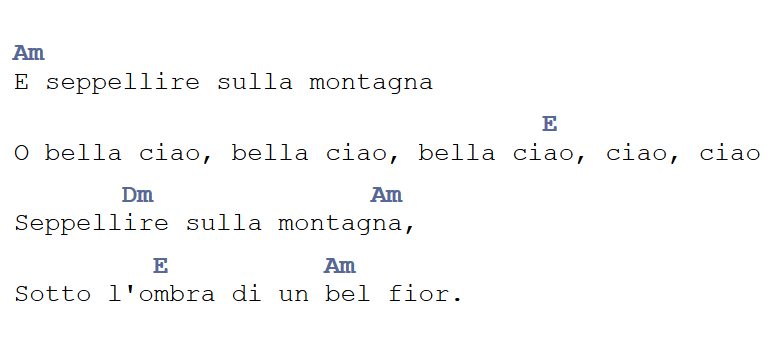 Am
E seppellire sulla montagna
E
O bella ciao, bella ciao, bella ciao, ciao, ciao
Dm Am
Seppellire sulla montagna,
E Am
Sotto l'ombra di un bel fior.